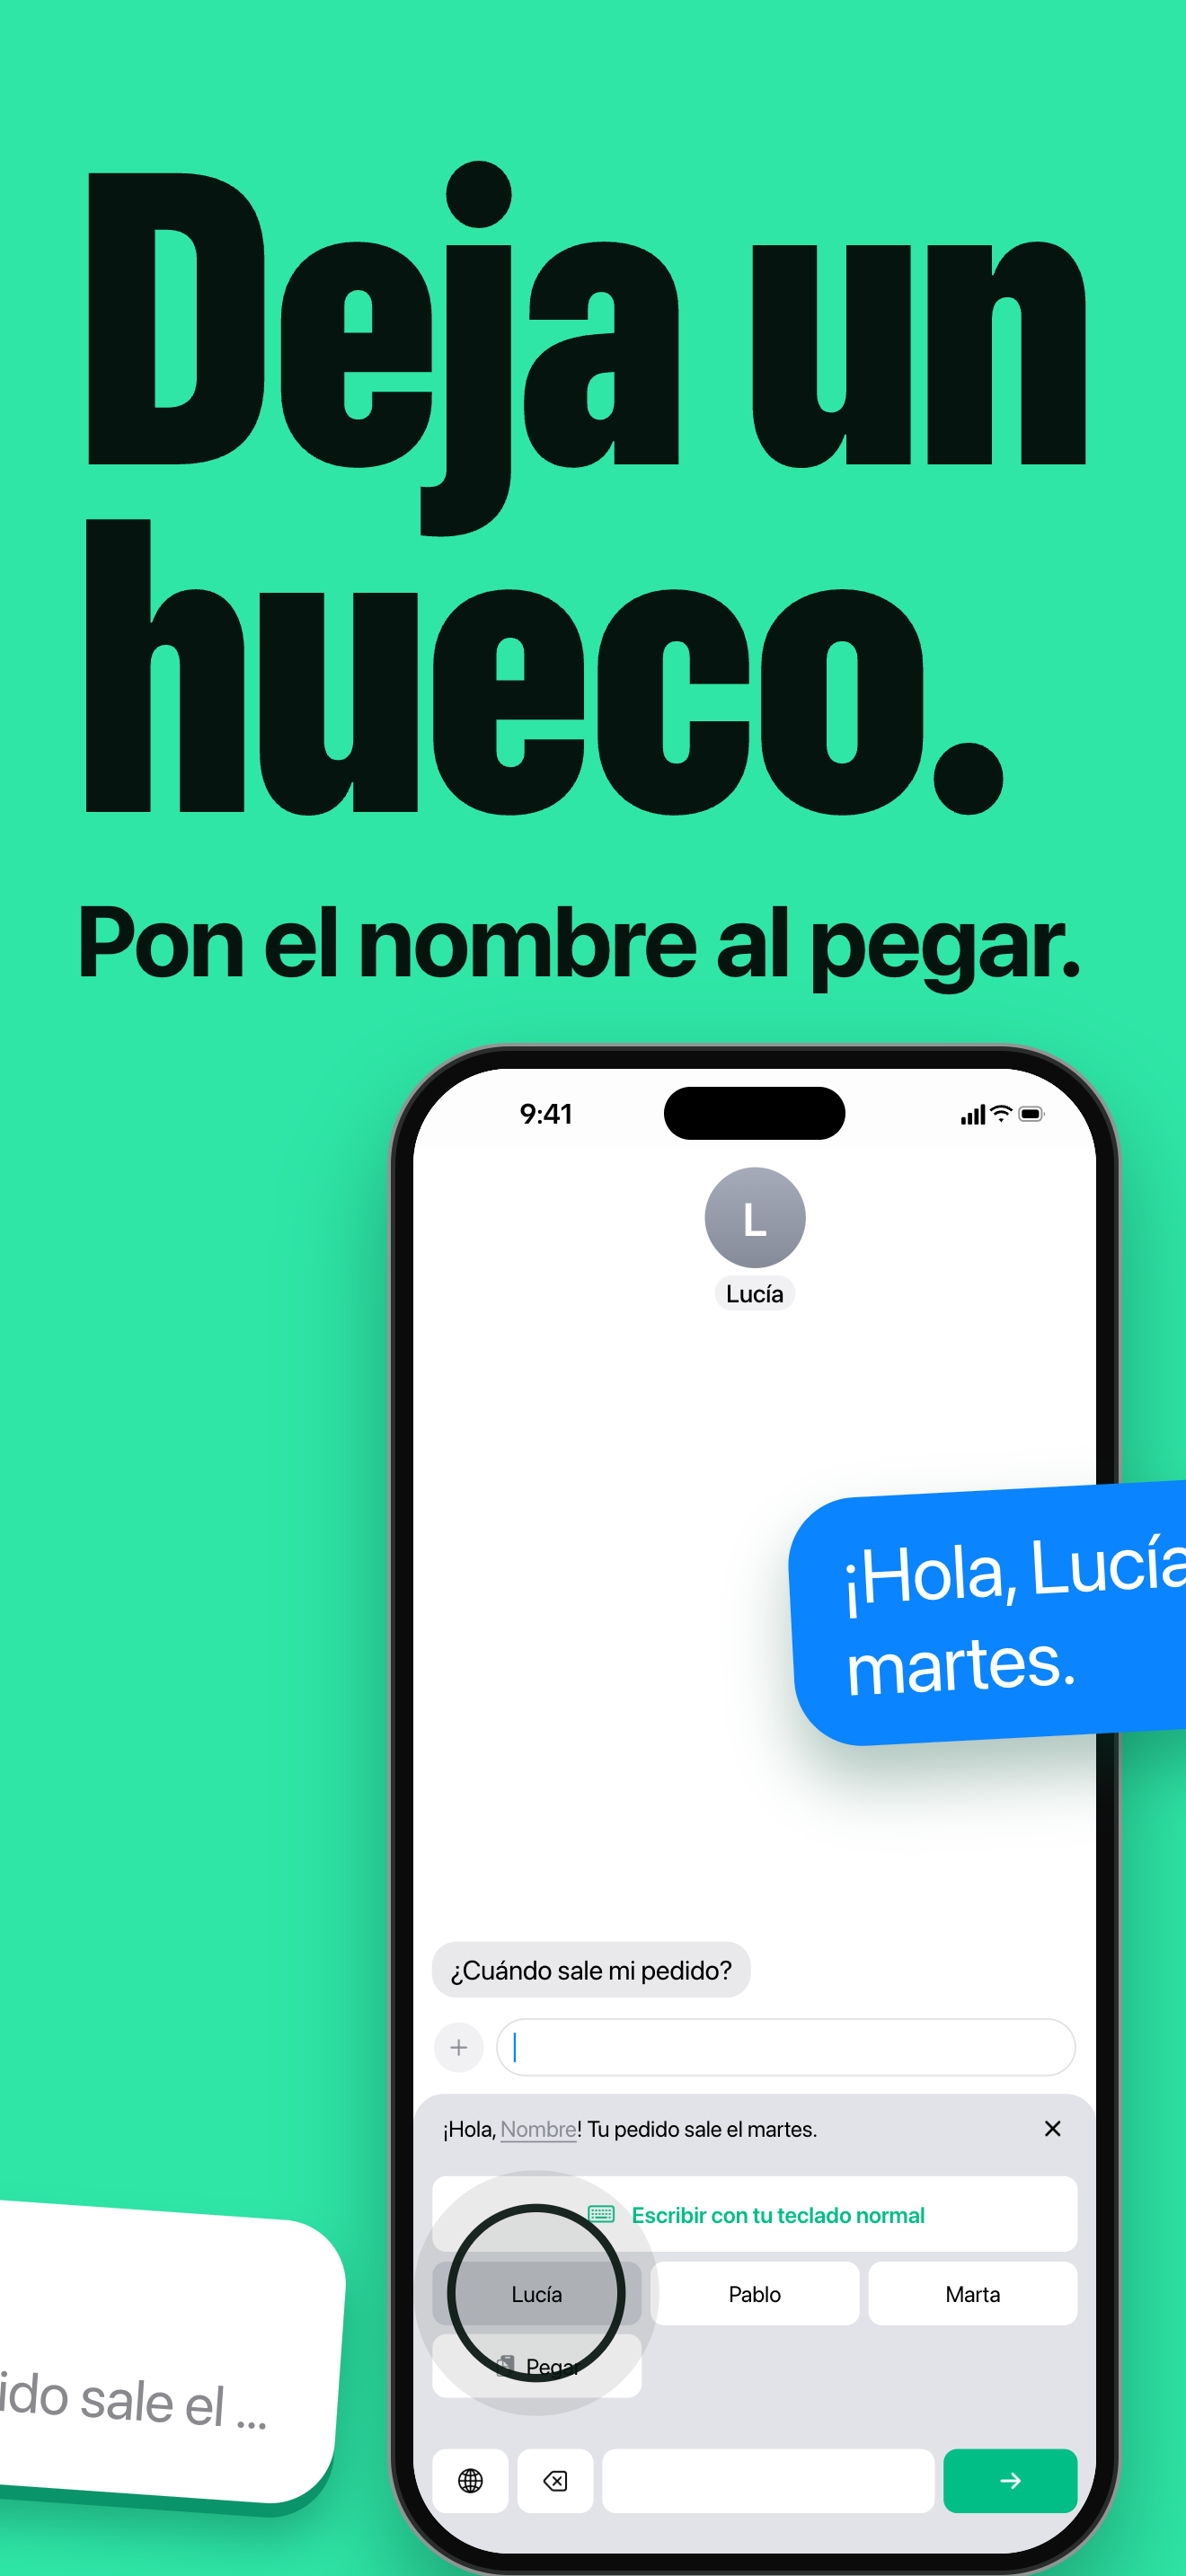 Deja un
hueco.
Pon el nombre al pegar.
9:41
L
Lucía
¡Hola, Lucía
martes.
¿Cuándo sale mi pedido?
¡Hola, Nombre! Tu pedido sale el martes.
Escribir con tu teclado normal
Lucía Pablo Marta
Pegar
ido sale el ...